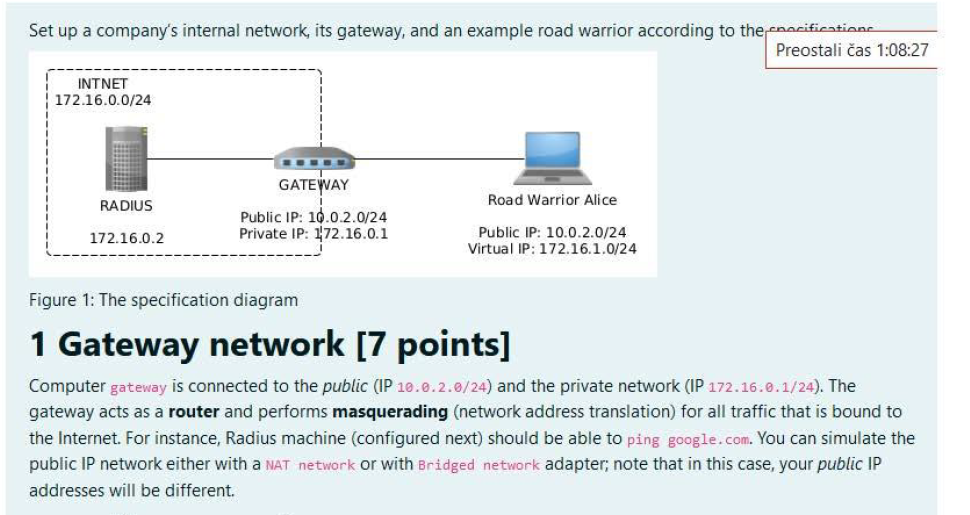 Set up a company's internal network, its gateway, and an example road warrior according to the specifications
Preostali čas 1:08:27
INTNET
172.16.0.0/24
RADIUS
172.16.0.2
GATEWAY
Public IP: 10.0.2.0/24
Private IP: 172.16.0.1
Road Warrior Alice
Public IP: 10.0.2.0/24
Virtual IP: 172.16.1.0/24
Figure 1: The specification diagram
1 Gateway network [7 points]
Computer gateway is connected to the public (IP 10.0.2.0/24) and the private network (IP 172.16.0.1/24). The
gateway acts as a router and performs masquerading (network address translation) for all traffic that is bound to
the Internet. For instance, Radius machine (configured next) should be able to ping google.com. You can simulate the
public IP network either with a NAT network or with Bridged network adapter; note that in this case, your public IP
addresses will be different.